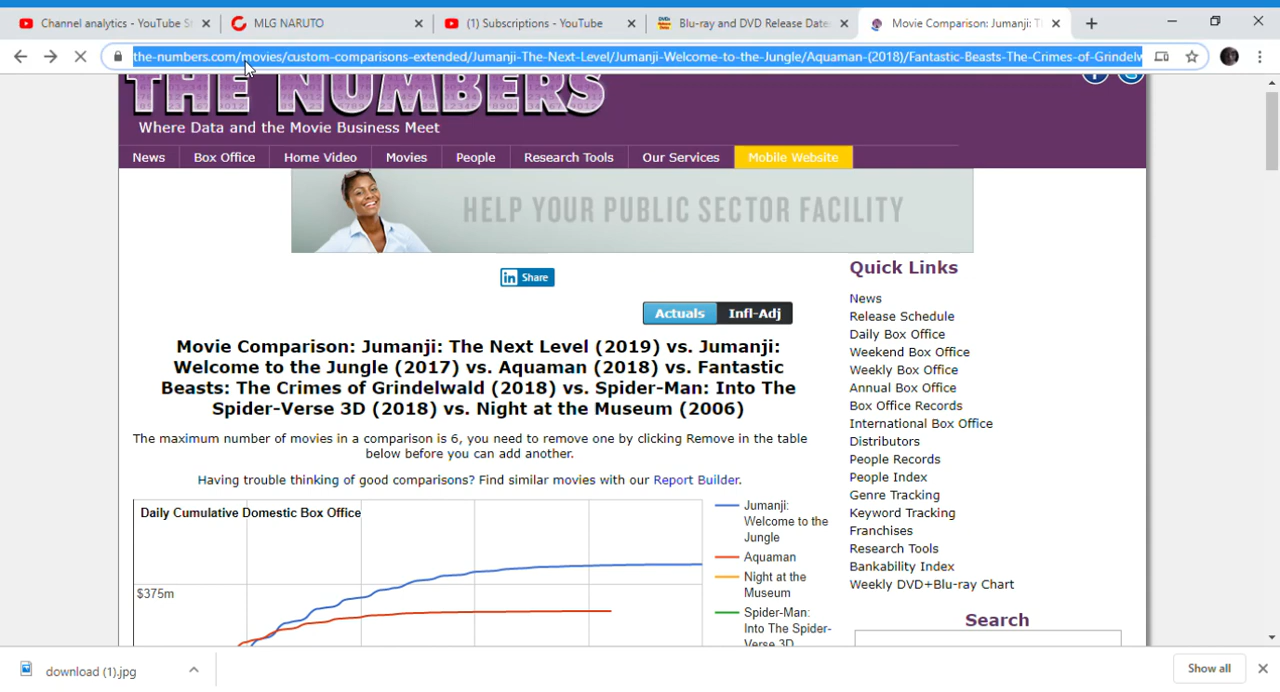 Channel analytics - YouTube St
MLG NARUTO
(1) Subscriptions - YouTube
Blu-ray and DVD Release Date
Movie Comparison: Jumanji: T
the-numbers.com/movies/custom-comparisons-extended/Jumanji-The-Next-Level/Jumanji-Welcome-to-the-Jungle/Aquaman-(2018)/Fantastic-Beasts-The-Crimes-of-Grindelw
THE NUMBERS
Where Data and the Movie Business Meet
News Box Office Home Video Movies People Research Tools Our Services Mobile Website
HELP YOUR PUBLIC SECTOR FACILITY
in Share
Actuals Infl-Adj
Movie Comparison: Jumanji: The Next Level (2019) vs. Jumanji:
Welcome to the Jungle (2017) vs. Aquaman (2018) vs. Fantastic
Beasts: The Crimes of Grindelwald (2018) vs. Spider-Man: Into The
Spider-Verse 3D (2018) vs. Night at the Museum (2006)
The maximum number of movies in a comparison is 6, you need to remove one by clicking Remove in the table
below before you can add another.
Having trouble thinking of good comparisons? Find similar movies with our Report Builder.
Daily Cumulative Domestic Box Office
$375m
Jumanji:
Welcome to the
Jungle
Aquaman
Night at the
Museum
Spider-Man:
Into The Spider-
Verse 3D
Quick Links
News
Release Schedule
Daily Box Office
Weekend Box Office
Weekly Box Office
Annual Box Office
Box Office Records
International Box Office
Distributors
People Records
People Index
Genre Tracking
Keyword Tracking
Franchises
Research Tools
Bankability Index
Weekly DVD+Blu-ray Chart
Search
download (1).jpg
Show all